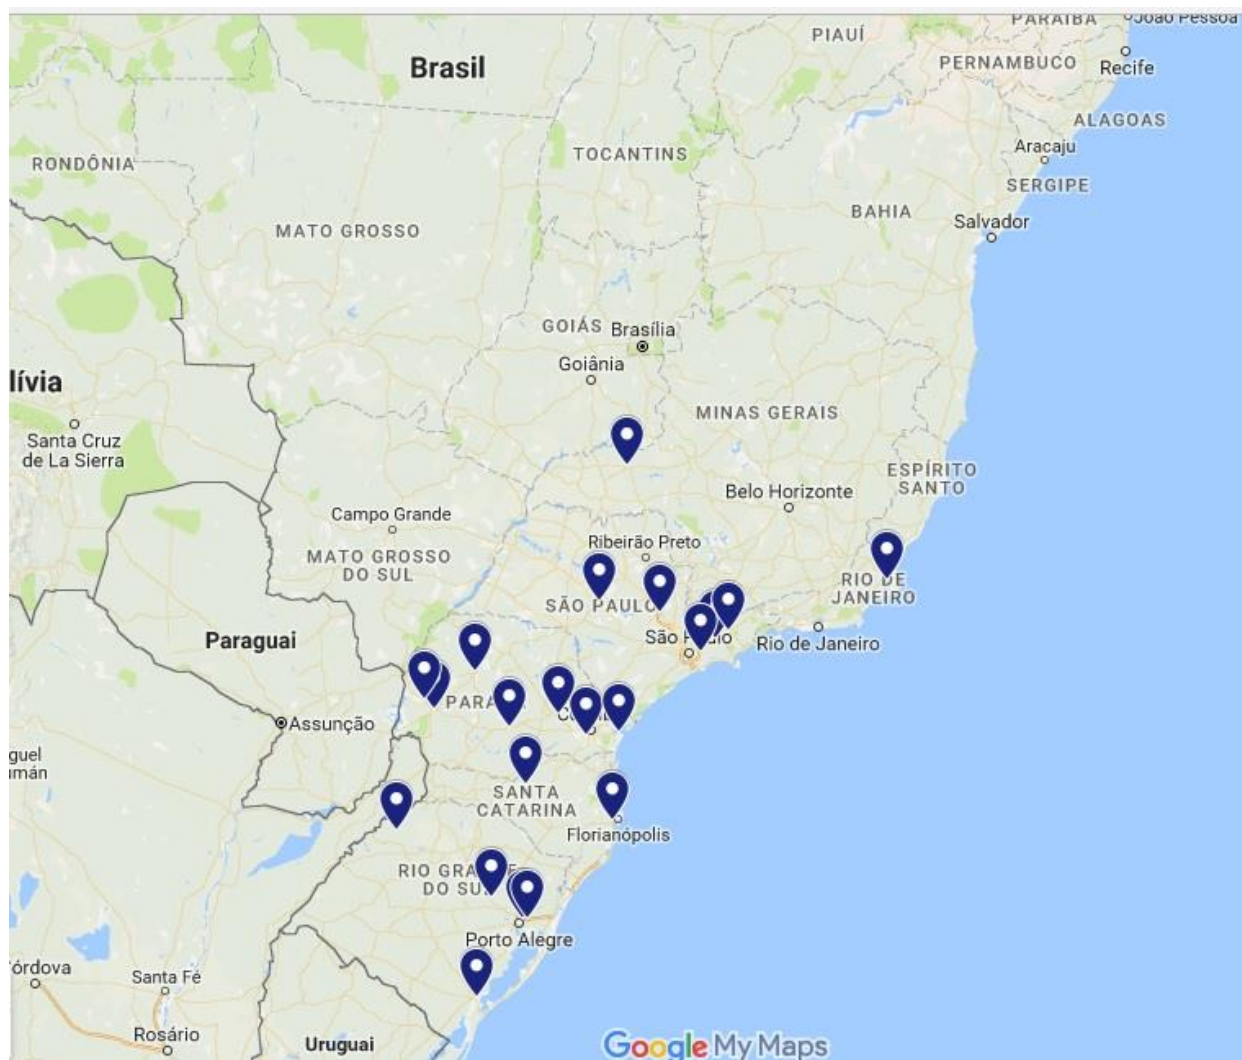 PARAÍBA
João Pessoa
PIAUÍ
PERNAMBUCO
Recife
Brasil
ALAGOAS
Aracaju
RONDÔNIA
TOCANTINS
SERGIPE
BAHIA
Salvador
MATO GROSSO
GOIÁS
Brasília
Goiânia
lívia
MINAS GERAIS
Santa Cruz
de La Sierra
ESPÍRITO
SANTO
Belo Horizonte
Campo Grande
Ribeirão Preto
MATO GROSSO
DO SUL
RIO DE
JANEIRO
SÃO PAULO
Paraguai
São P lo
Rio de Janeiro
PARA
Assunção
guel
mán
SANTA
CATARINA
Florianópolis
RIO GRANDE
DO SUL
Porto Alegre
órdova
Santa Fé
Rosário
Uruguai
Google My Maps